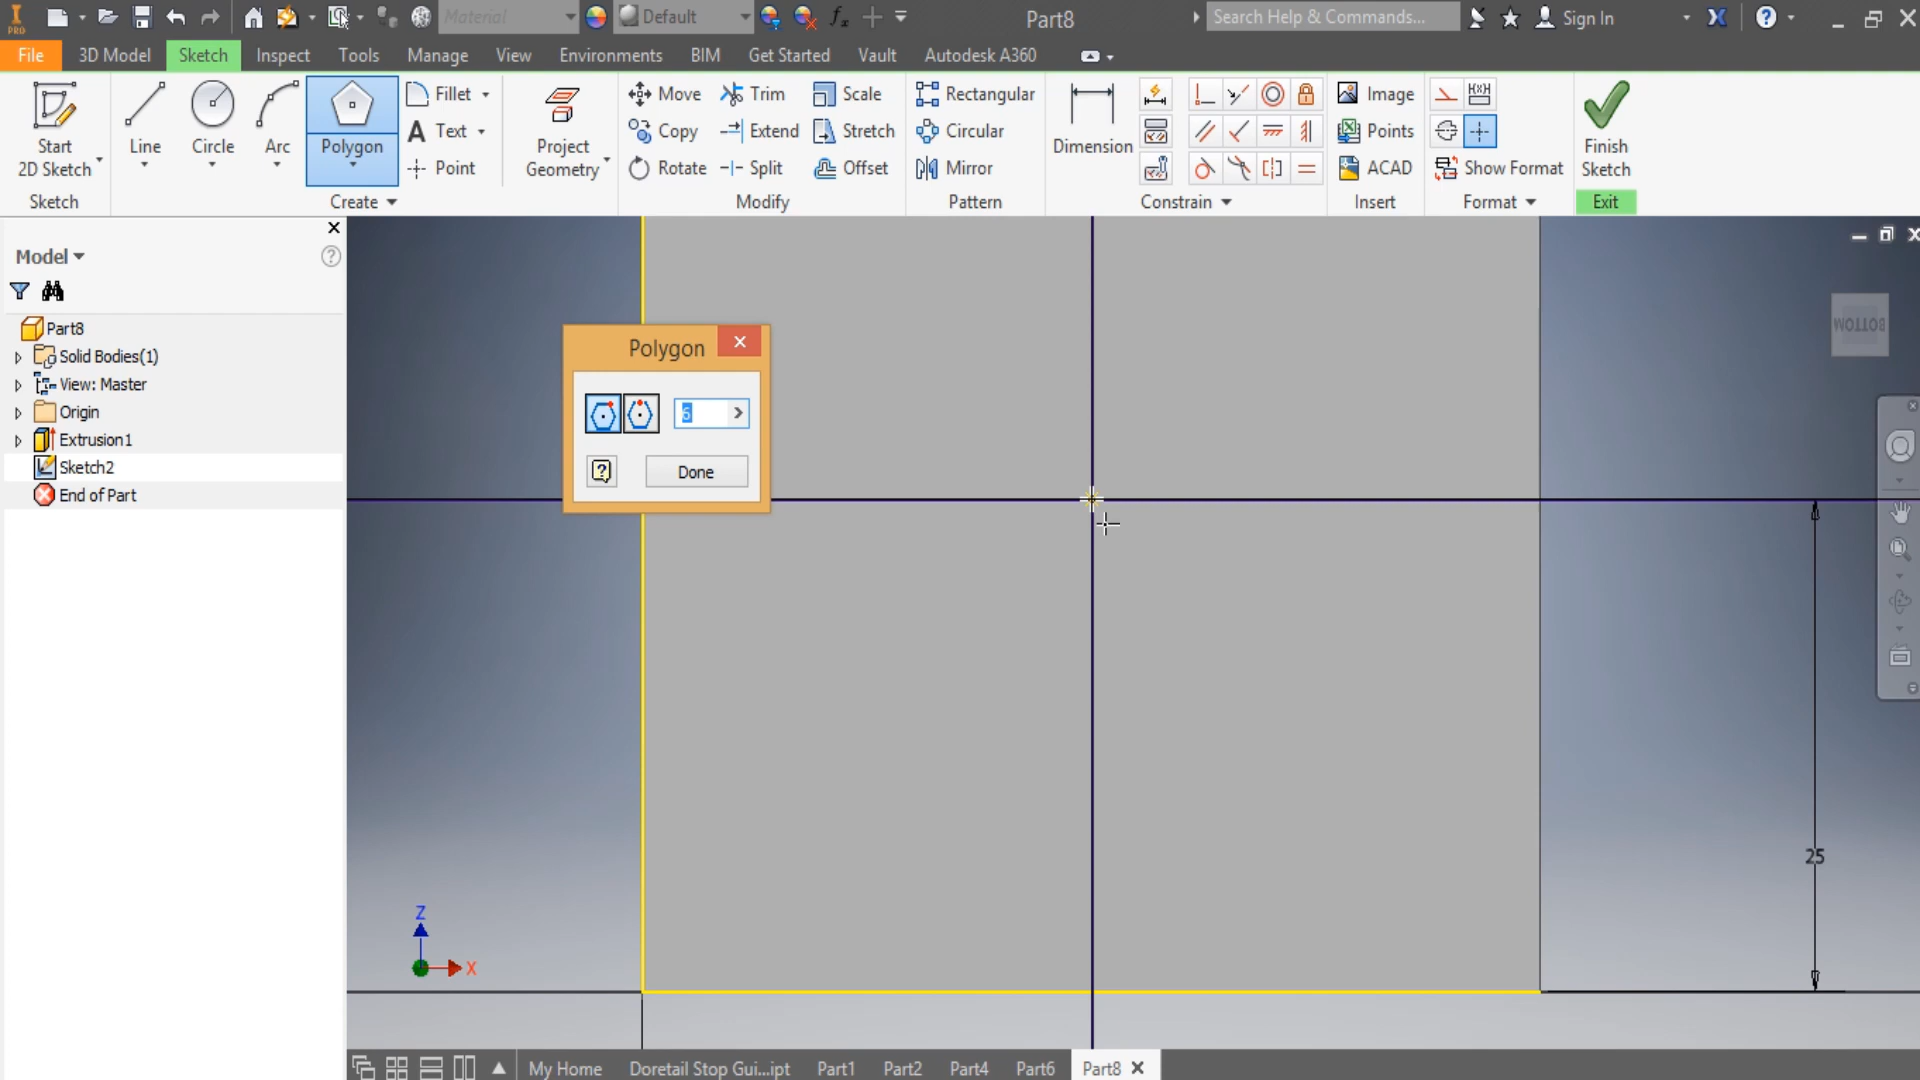 Material
Default
Part8
Search Help & Commands...
Sign In
PRO
File
3D Model
Sketch
Inspect
Tools
Manage
View
Environments
BIM
Get Started
Vault
Autodesk A360
Start
2D Sketch
Line
Circle
Arc
Polygon
Fillet
Text
Point
Project
Geometry
Move
Copy
Rotate
Trim
Extend
Split
Scale
Stretch
Offset
Rectangular
Circular
Mirror
Dimension
Image
Points
ACAD
Show Format
Finish
Sketch
Sketch
Create
Modify
Pattern
Constrain
Insert
Format
Exit
Model
Part8
Solid Bodies(1)
View: Master
Origin
Extrusion1
Sketch2
End of Part
Polygon
6
Done
BOTTOM
25
Z
X
My Home
Doretail Stop Gui...ipt
Part1
Part2
Part4
Part6
Part8